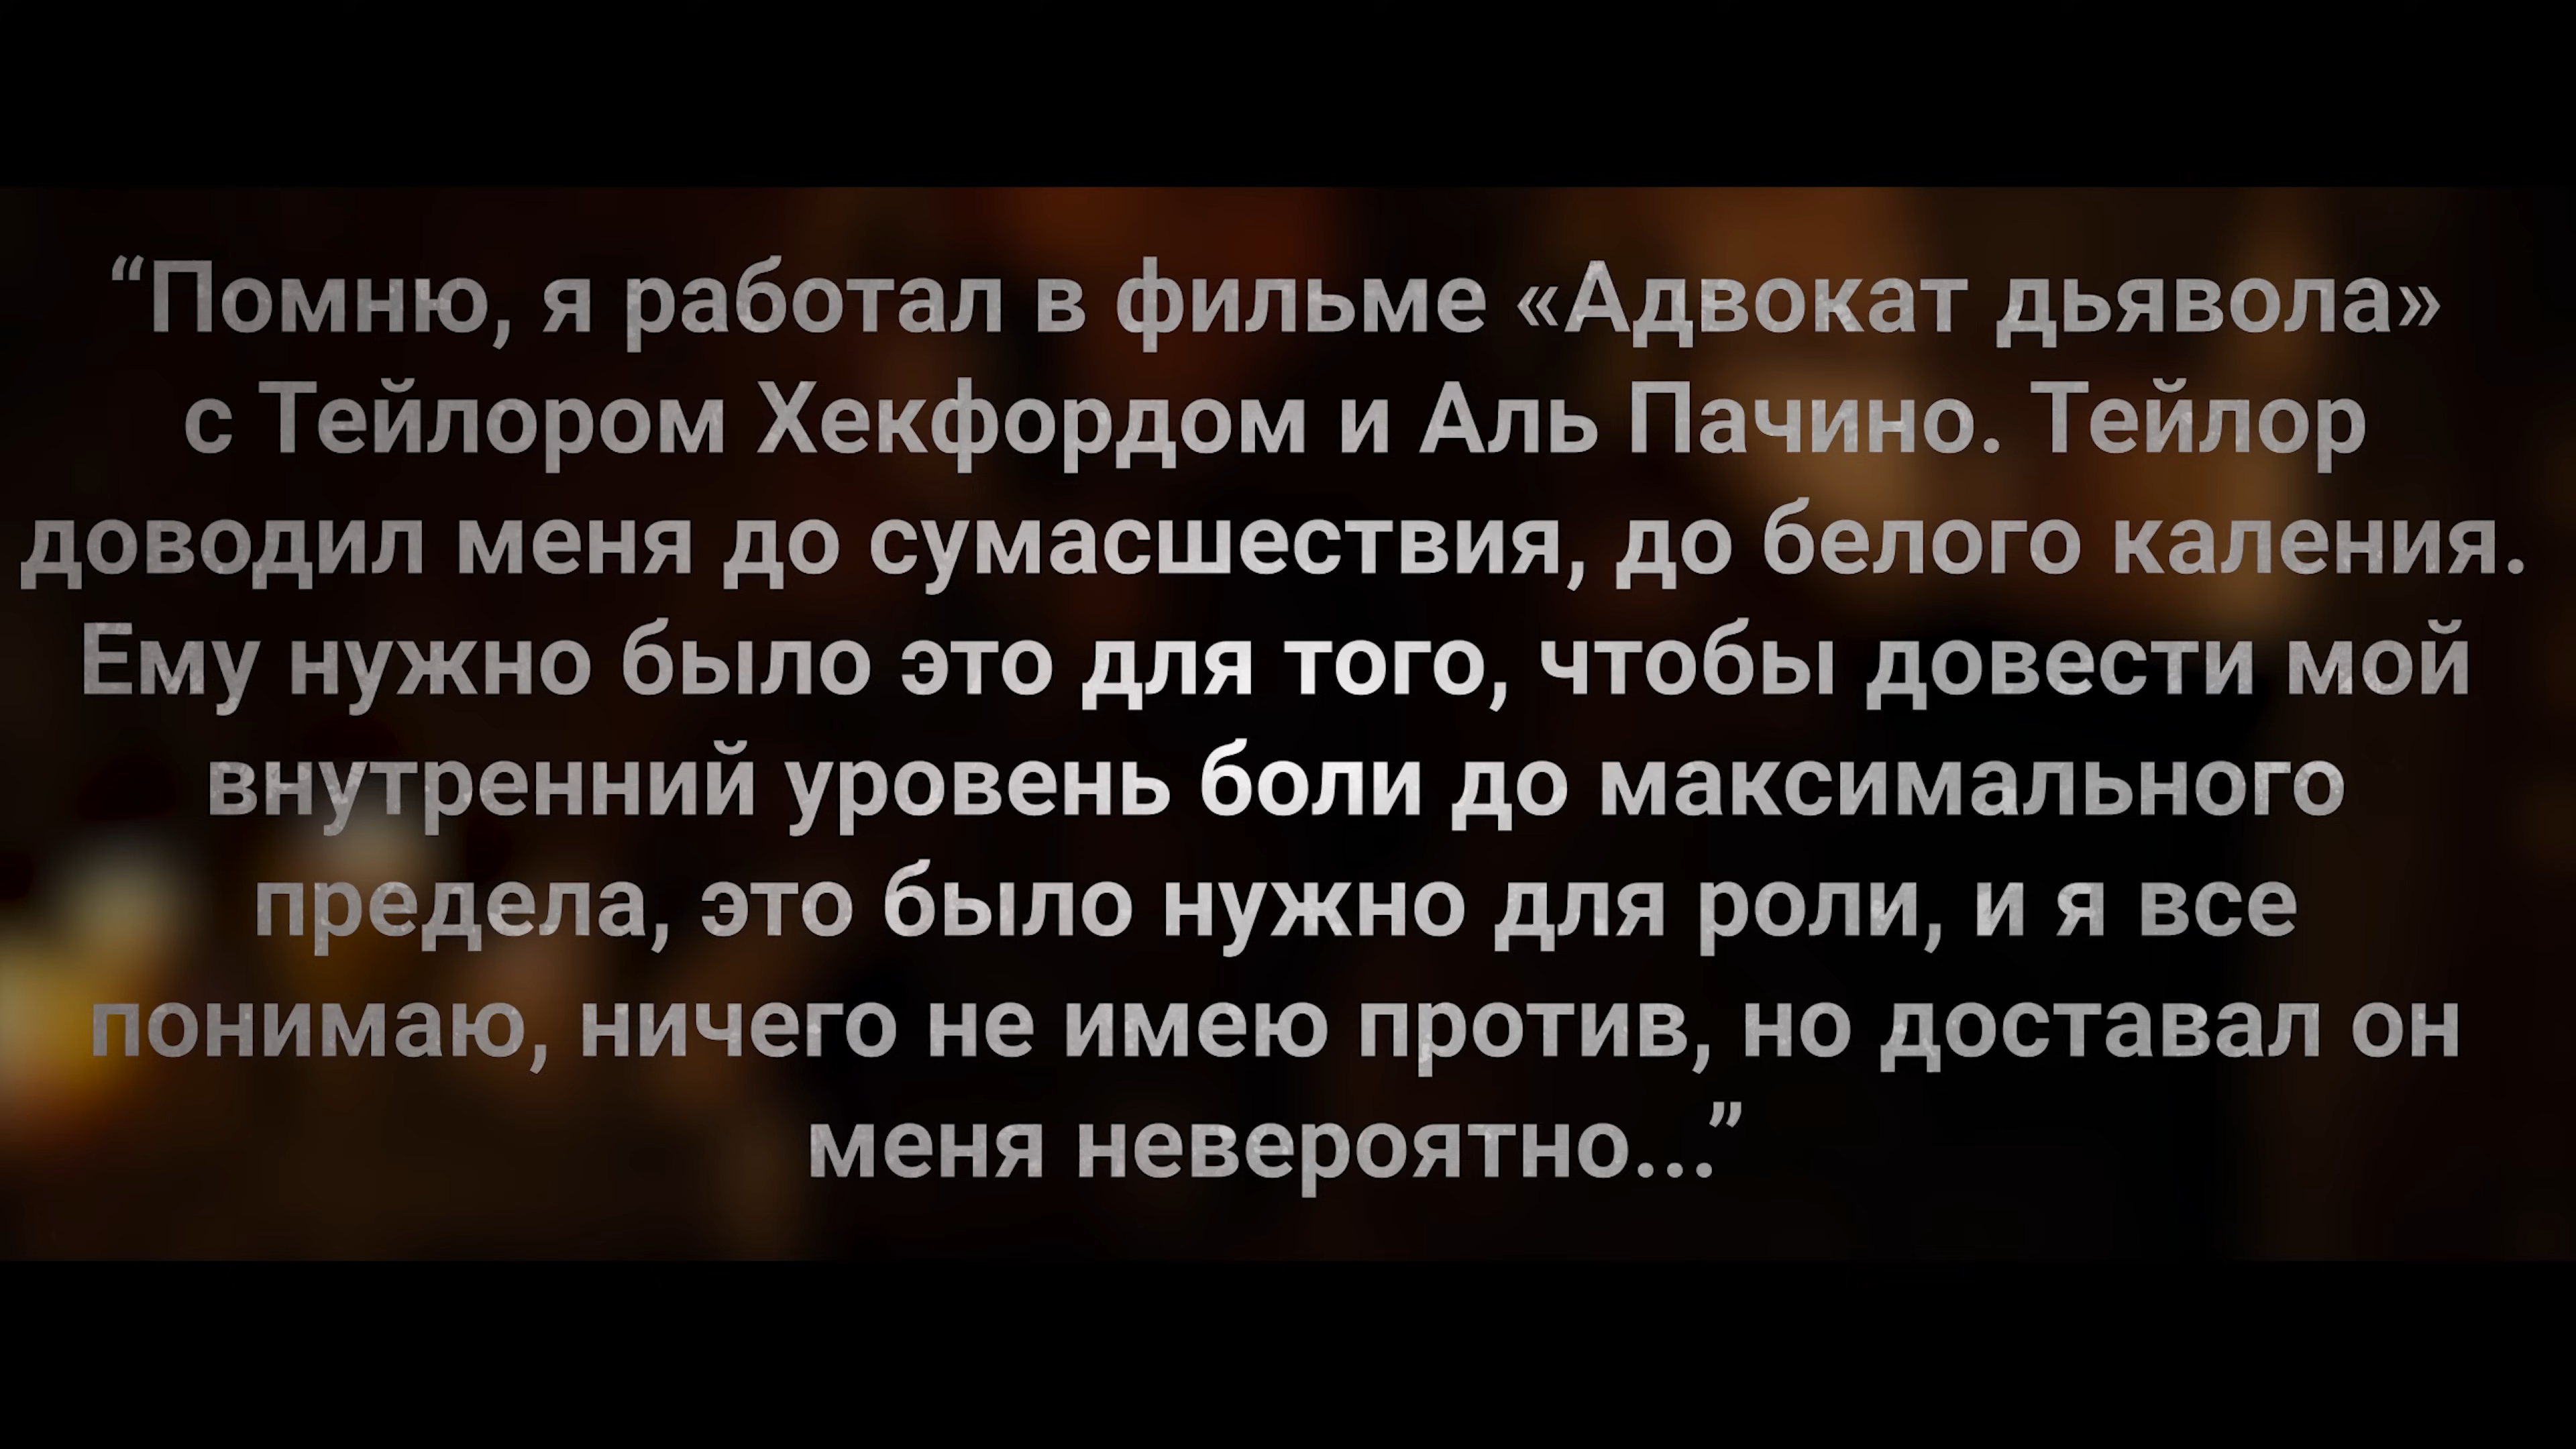 “Помню, я работал в фильме «Адвокат дьявола»
с Тейлором Хекфордом и Аль Пачино. Тейлор
доводил меня до сумасшествия, до белого каления.
Ему нужно было это для того, чтобы довести мой
внутренний уровень боли до максимального
предела, это было нужно для роли, и я все
понимаю, ничего не имею против, но доставал он
меня невероятно...”